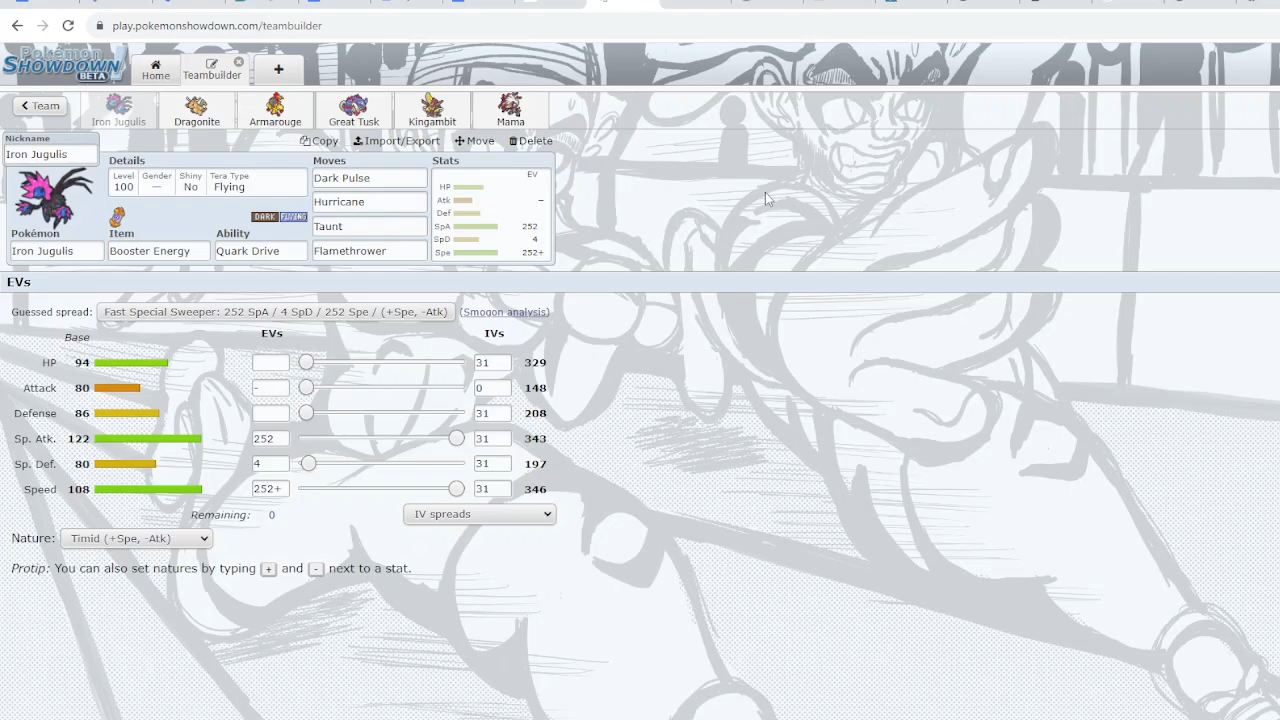 play.pokemonshowdown.com/teambuilder
Pokémon
SHOWDOWN!
BETA
Home
Teambuilder
+
Team
Iron Jugulis
Dragonite
Armarouge
Great Tusk
Kingambit
Mama
Nickname
Iron Jugulis
Copy Import/Export Move Delete
Details
Level Gender Shiny Tera Type
100 — No Flying
DARK FLYING
Pokémon Item Ability
Iron Jugulis Booster Energy Quark Drive
Moves
Dark Pulse
Hurricane
Taunt
Flamethrower
Stats
EV
HP
Atk –
Def
SpA 252
SpD 4
Spe 252+
EVs
Guessed spread: Fast Special Sweeper: 252 SpA / 4 SpD / 252 Spe / (+Spe, -Atk) (Smogon analysis)
Base EVs IVs
HP 94 31 329
Attack 80 - 0 148
Defense 86 31 208
Sp. Atk. 122 252 31 343
Sp. Def. 80 4 31 197
Speed 108 252+ 31 346
Remaining: 0 IV spreads
Nature: Timid (+Spe, -Atk)
Protip: You can also set natures by typing + and - next to a stat.